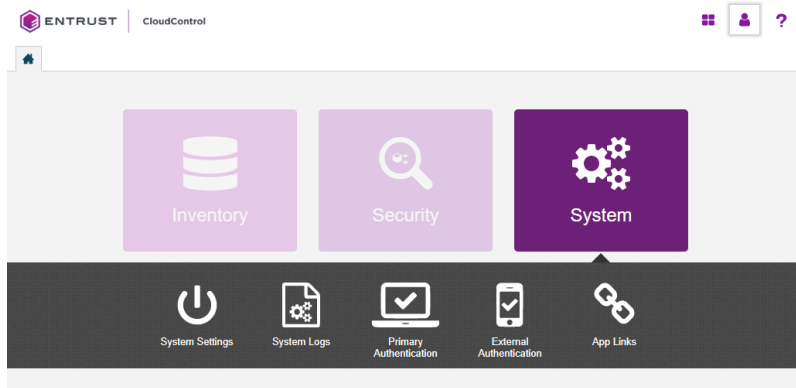 ENTRUST CloudControl
?
Inventory Security System
System Settings System Logs Primary Authentication External Authentication App Links